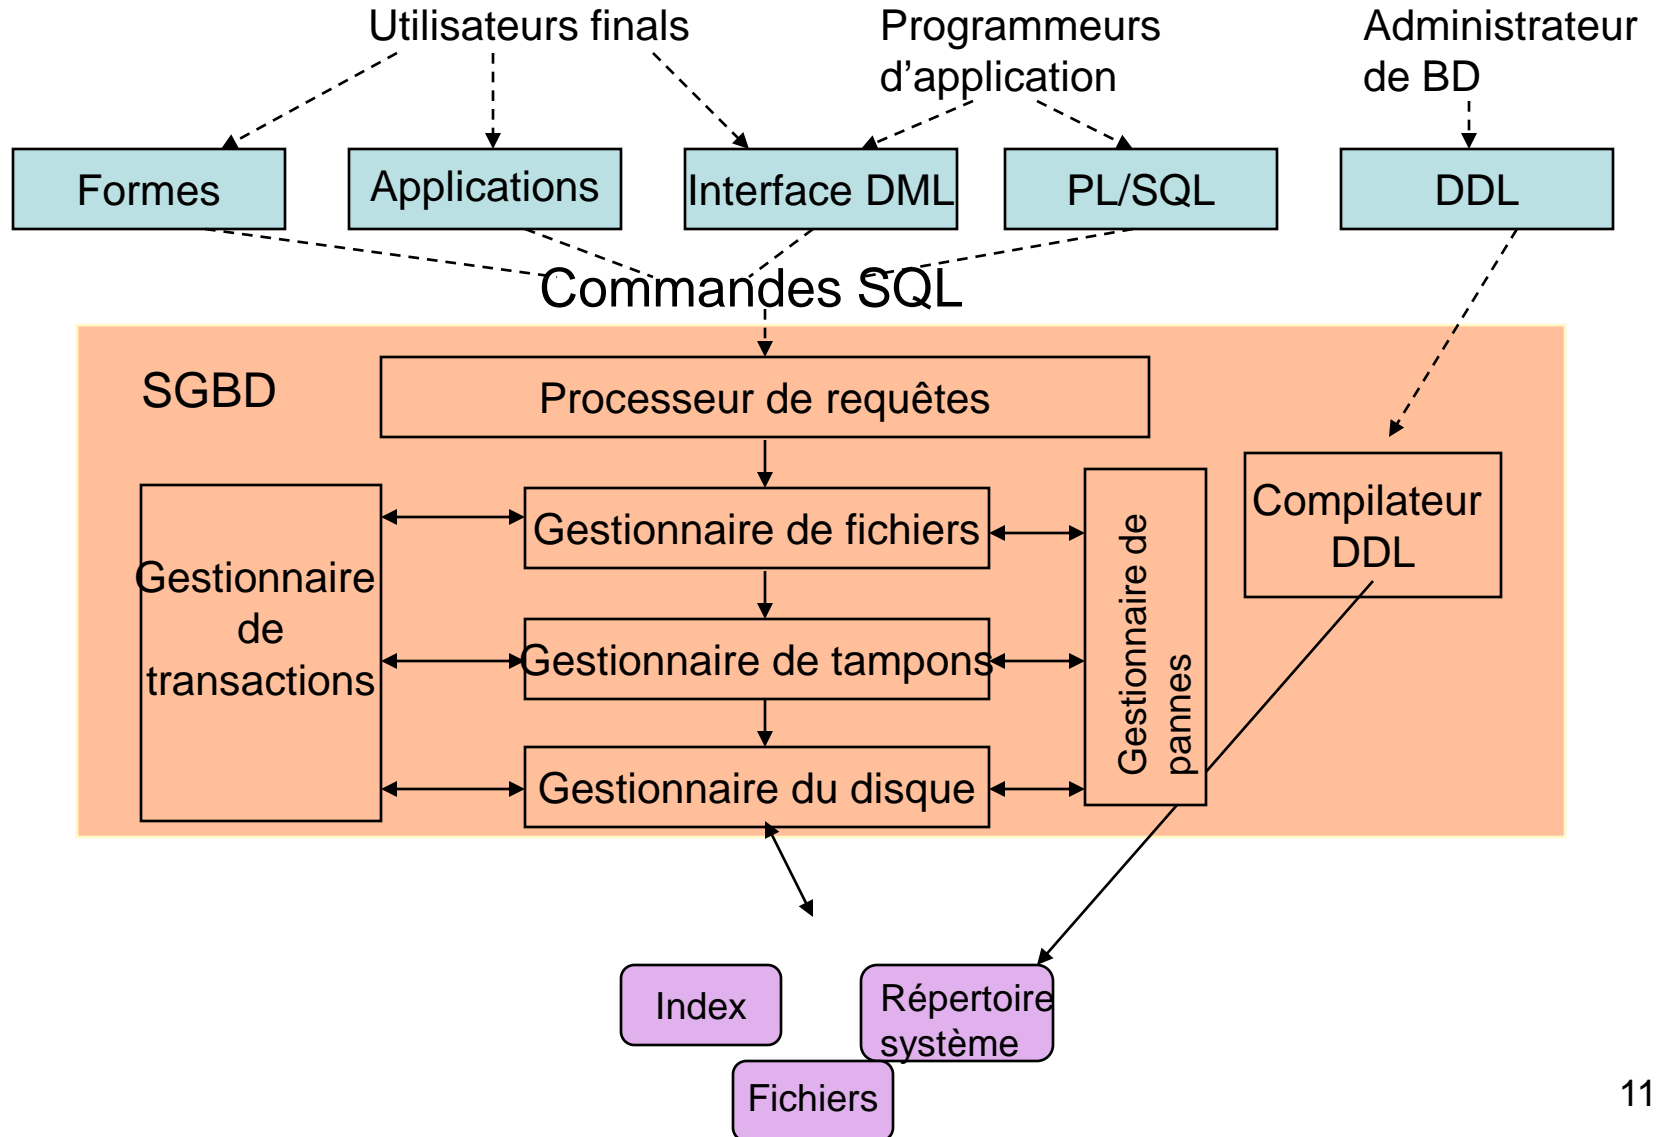 Utilisateurs finals
Programmeurs
d’application
Administrateur
de BD
Formes
Applications
Interface DML
PL/SQL
DDL
Commandes SQL
SGBD
Processeur de requêtes
Gestionnaire
de
transactions
Gestionnaire de fichiers
Gestionnaire de tampons
Gestionnaire du disque
Gestionnaire de
pannes
Compilateur
DDL
Index
Répertoire
système
Fichiers
11